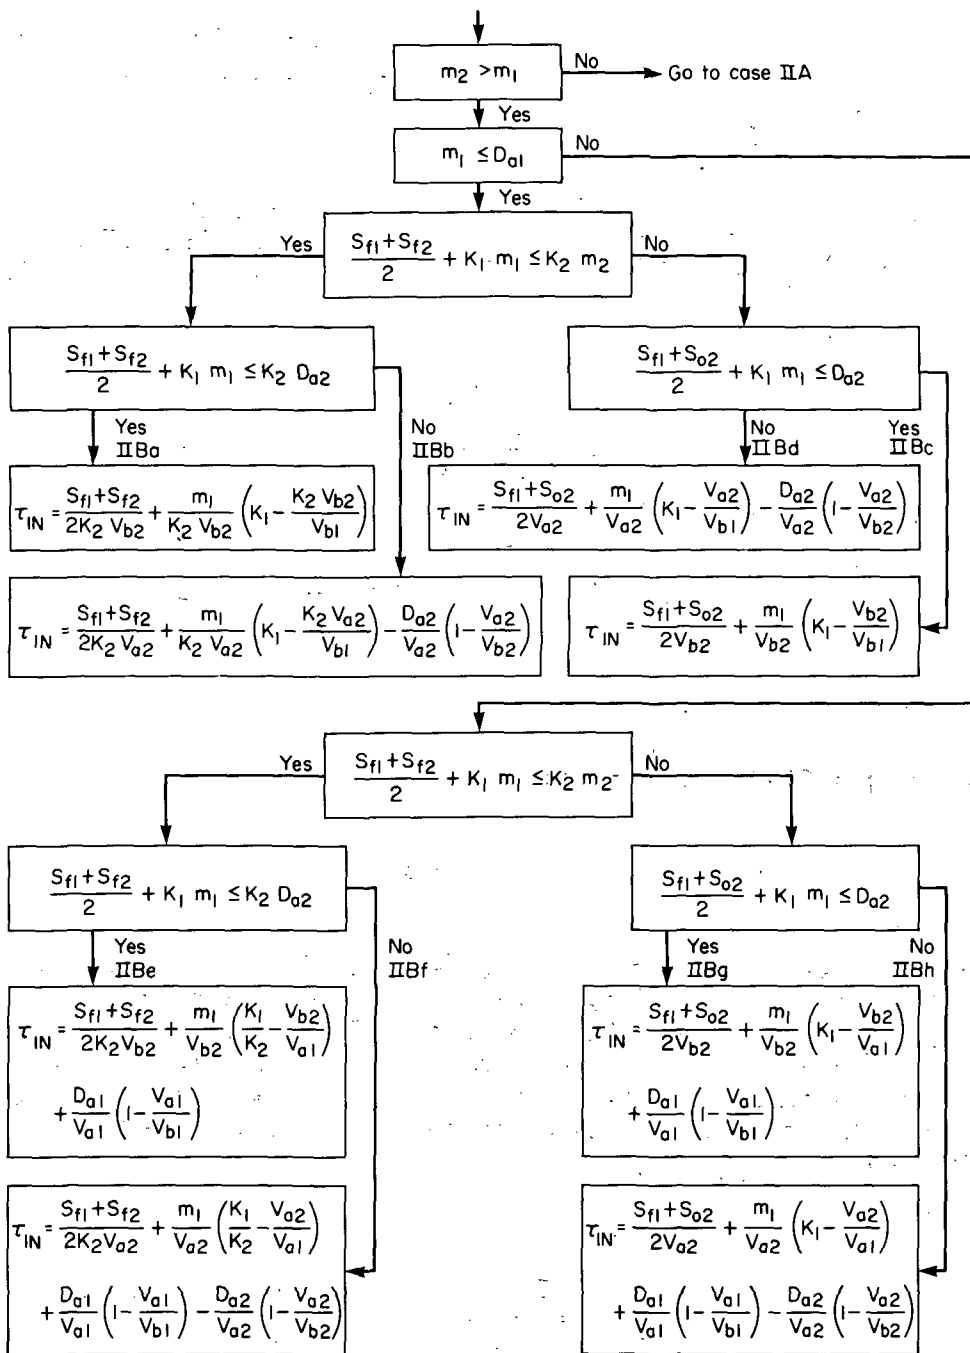 m₂ > m₁
No
Go to case IIA
Yes
m₁ ≤ Dₐ₁
No
Yes
Yes
(S_f1 + S_f2)/2 + K₁ m₁ ≤ K₂ m₂
No
(S_f1 + S_f2)/2 + K₁ m₁ ≤ K₂ D_a2
(S_f1 + S_o2)/2 + K₁ m₁ ≤ D_a2
Yes
IIBa
No
IIBb
No
IIBd
Yes
IIBc
τ_IN = (S_f1 + S_f2)/(2K₂ V_b2) + m₁/(K₂ V_b2) (K₁ − K₂ V_b2/V_b1)
τ_IN = (S_f1 + S_o2)/(2V_a2) + m₁/V_a2 (K₁ − V_a2/V_b1) − D_a2/V_a2 (1 − V_a2/V_b2)
τ_IN = (S_f1 + S_f2)/(2K₂ V_a2) + m₁/(K₂ V_a2) (K₁ − K₂ V_a2/V_b1) − D_a2/V_a2 (1 − V_a2/V_b2)
τ_IN = (S_f1 + S_o2)/(2V_b2) + m₁/V_b2 (K₁ − V_b2/V_b1)
Yes
(S_f1 + S_f2)/2 + K₁ m₁ ≤ K₂ m₂
No
(S_f1 + S_f2)/2 + K₁ m₁ ≤ K₂ D_a2
(S_f1 + S_o2)/2 + K₁ m₁ ≤ D_a2
Yes
IIBe
No
IIBf
Yes
IIBg
No
IIBh
τ_IN = (S_f1 + S_f2)/(2K₂V_b2) + m₁/V_b2 (K₁/K₂ − V_b2/V_a1)
+ D_a1/V_a1 (1 − V_a1/V_b1)
τ_IN = (S_f1 + S_o2)/(2V_b2) + m₁/V_b2 (K₁ − V_b2/V_a1)
+ D_a1/V_a1 (1 − V_a1/V_b1)
τ_IN = (S_f1 + S_f2)/(2K₂V_a2) + m₁/V_a2 (K₁/K₂ − V_a2/V_a1)
+ D_a1/V_a1 (1 − V_a1/V_b1) − D_a2/V_a2 (1 − V_a2/V_b2)
τ_IN = (S_f1 + S_o2)/(2V_a2) + m₁/V_a2 (K₁ − V_a2/V_a1)
+ D_a1/V_a1 (1 − V_a1/V_b1) − D_a2/V_a2 (1 − V_a2/V_b2)